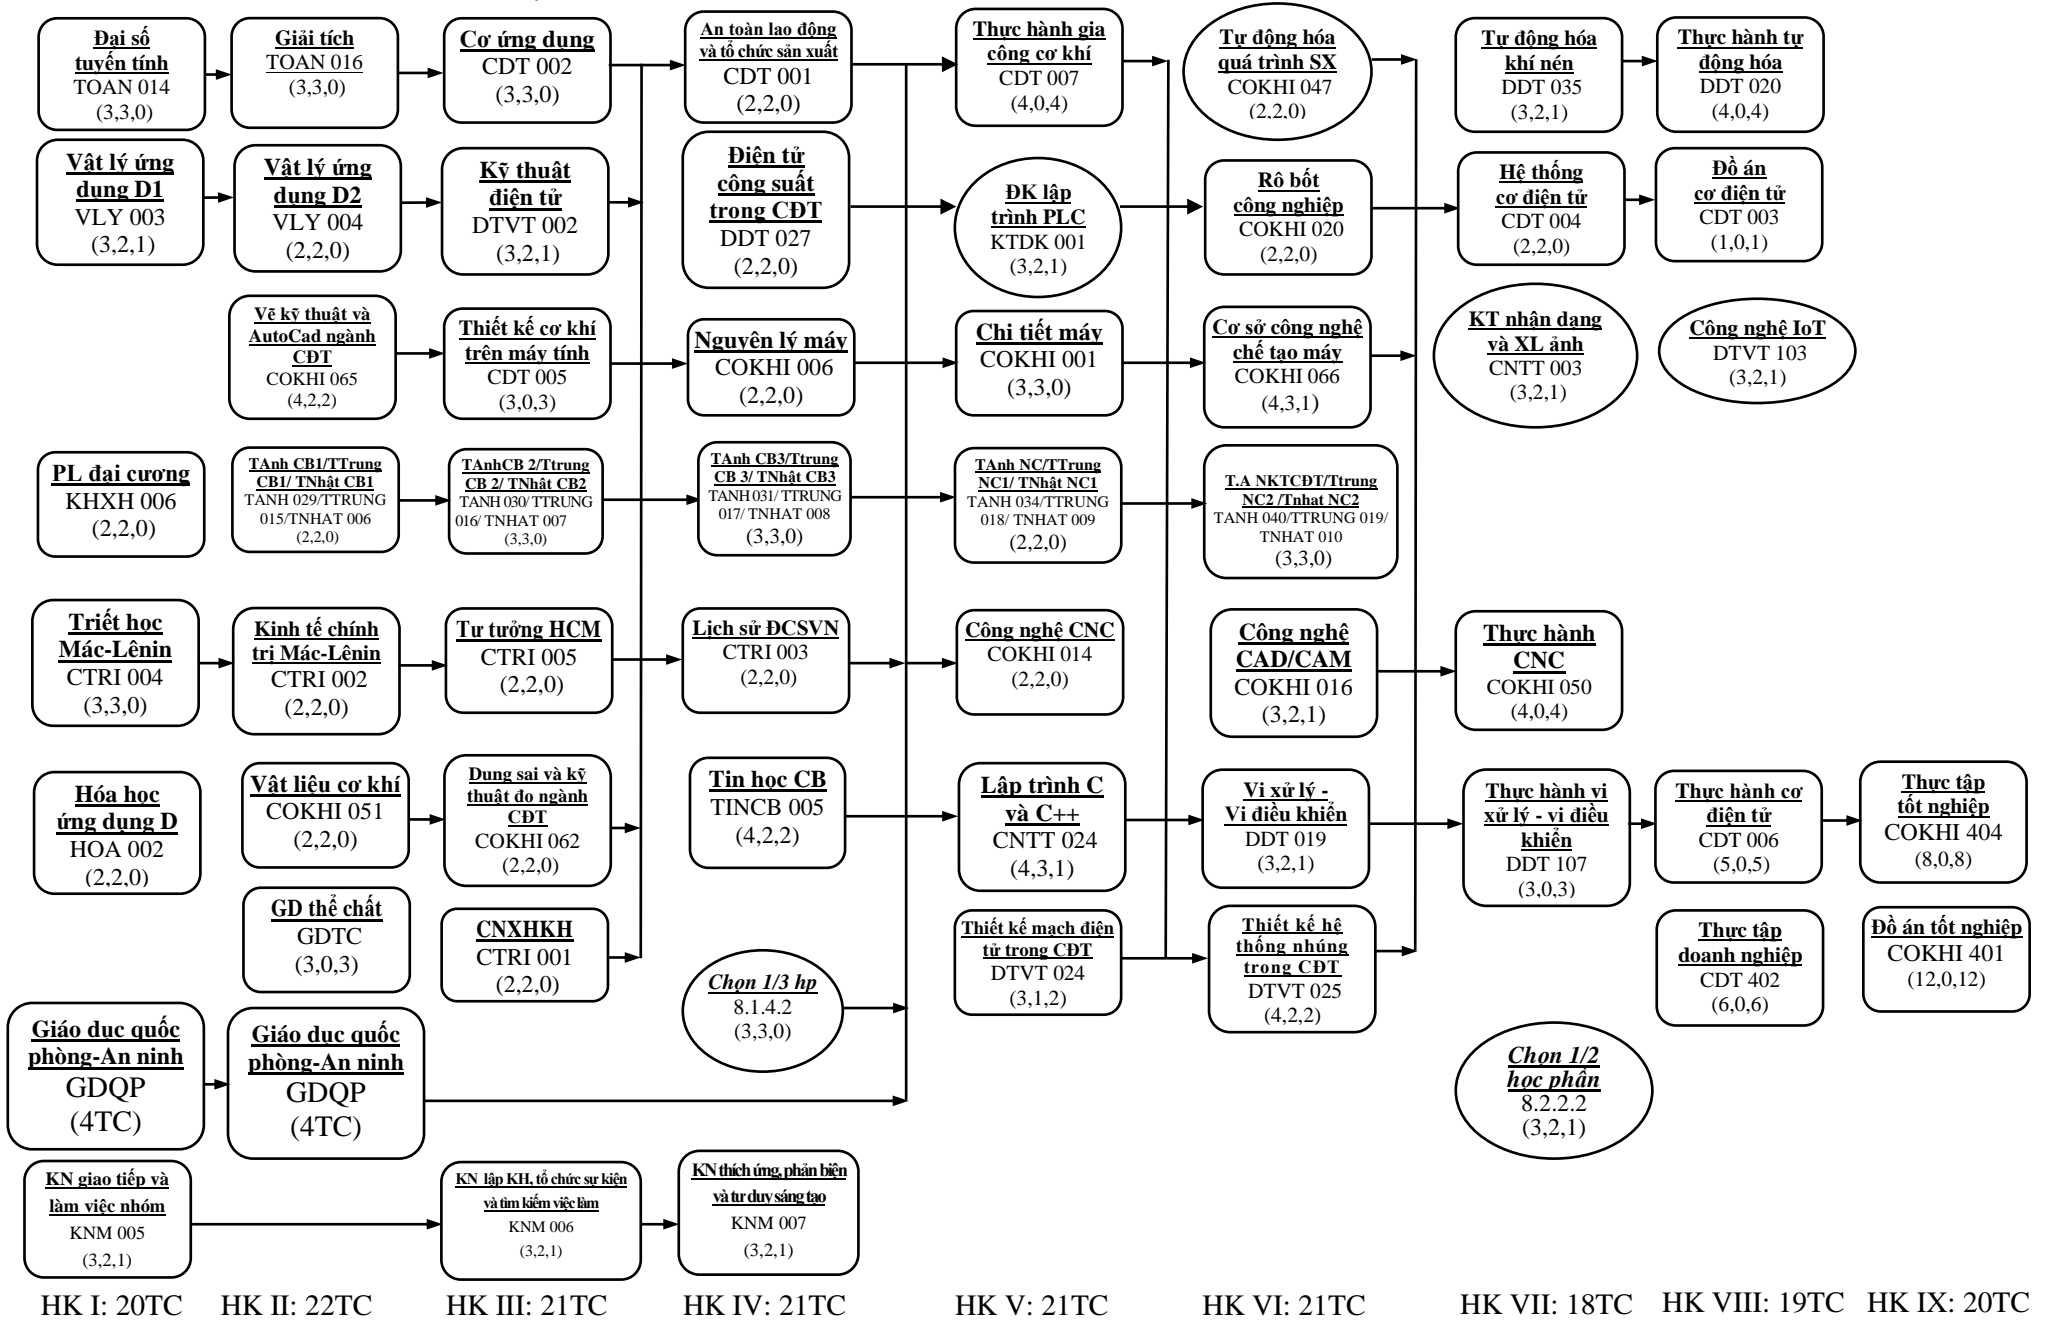 Đại số
tuyến tính
TOAN 014
(3,3,0)
Giải tích
TOAN 016
(3,3,0)
Cơ ứng dụng
CDT 002
(3,3,0)
An toàn lao động
và tổ chức sản xuất
CDT 001
(2,2,0)
Thực hành gia
công cơ khí
CDT 007
(4,0,4)
Tự động hóa
quá trình SX
COKHI 047
(2,2,0)
Tự động hóa
khí nén
DDT 035
(3,2,1)
Thực hành tự
động hóa
DDT 020
(4,0,4)
Vật lý ứng
dụng D1
VLY 003
(3,2,1)
Vật lý ứng
dụng D2
VLY 004
(2,2,0)
Kỹ thuật
điện tử
DTVT 002
(3,2,1)
Điện tử
công suất
trong CĐT
DDT 027
(2,2,0)
ĐK lập
trình PLC
KTDK 001
(3,2,1)
Rô bốt
công nghiệp
COKHI 020
(2,2,0)
Hệ thống
cơ điện tử
CDT 004
(2,2,0)
Đồ án
cơ điện tử
CDT 003
(1,0,1)
Vẽ kỹ thuật và
AutoCad ngành
CĐT
COKHI 065
(4,2,2)
Thiết kế cơ khí
trên máy tính
CDT 005
(3,0,3)
Nguyên lý máy
COKHI 006
(2,2,0)
Chi tiết máy
COKHI 001
(3,3,0)
Cơ sở công nghệ
chế tạo máy
COKHI 066
(4,3,1)
KT nhận dạng
và XL ảnh
CNTT 003
(3,2,1)
Công nghệ IoT
DTVT 103
(3,2,1)
PL đại cương
KHXH 006
(2,2,0)
TAnh CB1/TTrung
CB1/ TNhật CB1
TANH 029/TTRUNG
015/TNHAT 006
(2,2,0)
TAnhCB 2/Ttrung
CB 2/ TNhật CB2
TANH 030/ TTRUNG
016/ TNHAT 007
(3,3,0)
TAnh CB3/Ttrung
CB 3/ TNhật CB3
TANH 031/ TTRUNG
017/ TNHAT 008
(3,3,0)
TAnh NC/TTrung
NC1/ TNhật NC1
TANH 034/TTRUNG
018/ TNHAT 009
(2,2,0)
T.A NKTCĐT/Ttrung
NC2 /Tnhat NC2
TANH 040/TTRUNG 019/
TNHAT 010
(3,3,0)
Triết học
Mác-Lênin
CTRI 004
(3,3,0)
Kinh tế chính
trị Mác-Lênin
CTRI 002
(2,2,0)
Tư tưởng HCM
CTRI 005
(2,2,0)
Lịch sử ĐCSVN
CTRI 003
(2,2,0)
Công nghệ CNC
COKHI 014
(2,2,0)
Công nghệ
CAD/CAM
COKHI 016
(3,2,1)
Thực hành
CNC
COKHI 050
(4,0,4)
Hóa học
ứng dụng D
HOA 002
(2,2,0)
Vật liệu cơ khí
COKHI 051
(2,2,0)
Dung sai và kỹ
thuật đo ngành
CĐT
COKHI 062
(2,2,0)
Tin học CB
TINCB 005
(4,2,2)
Lập trình C
và C++
CNTT 024
(4,3,1)
Vi xử lý -
Vi điều khiển
DDT 019
(3,2,1)
Thực hành vi
xử lý - vi điều
khiển
DDT 107
(3,0,3)
Thực hành cơ
điện tử
CDT 006
(5,0,5)
Thực tập
tốt nghiệp
COKHI 404
(8,0,8)
GD thể chất
GDTC
(3,0,3)
CNXHKH
CTRI 001
(2,2,0)
Chọn 1/3 hp
8.1.4.2
(3,3,0)
Thiết kế mạch điện
tử trong CĐT
DTVT 024
(3,1,2)
Thiết kế hệ
thống nhúng
trong CĐT
DTVT 025
(4,2,2)
Thực tập
doanh nghiệp
CDT 402
(6,0,6)
Đồ án tốt nghiệp
COKHI 401
(12,0,12)
Giáo dục quốc
phòng-An ninh
GDQP
(4TC)
Giáo dục quốc
phòng-An ninh
GDQP
(4TC)
Chọn 1/2
học phần
8.2.2.2
(3,2,1)
KN giao tiếp và
làm việc nhóm
KNM 005
(3,2,1)
KN lập KH, tổ chức sự kiện
và tìm kiếm việc làm
KNM 006
(3,2,1)
KN thích ứng, phản biện
và tư duy sáng tạo
KNM 007
(3,2,1)
HK I: 20TC
HK II: 22TC
HK III: 21TC
HK IV: 21TC
HK V: 21TC
HK VI: 21TC
HK VII: 18TC
HK VIII: 19TC
HK IX: 20TC